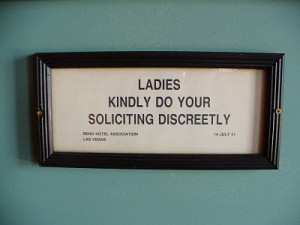 LADIES
KINDLY DO YOUR
SOLICITING DISCREETLY
RENO HOTEL ASSOCIATION 14 JULY 41
LAS VEGAS